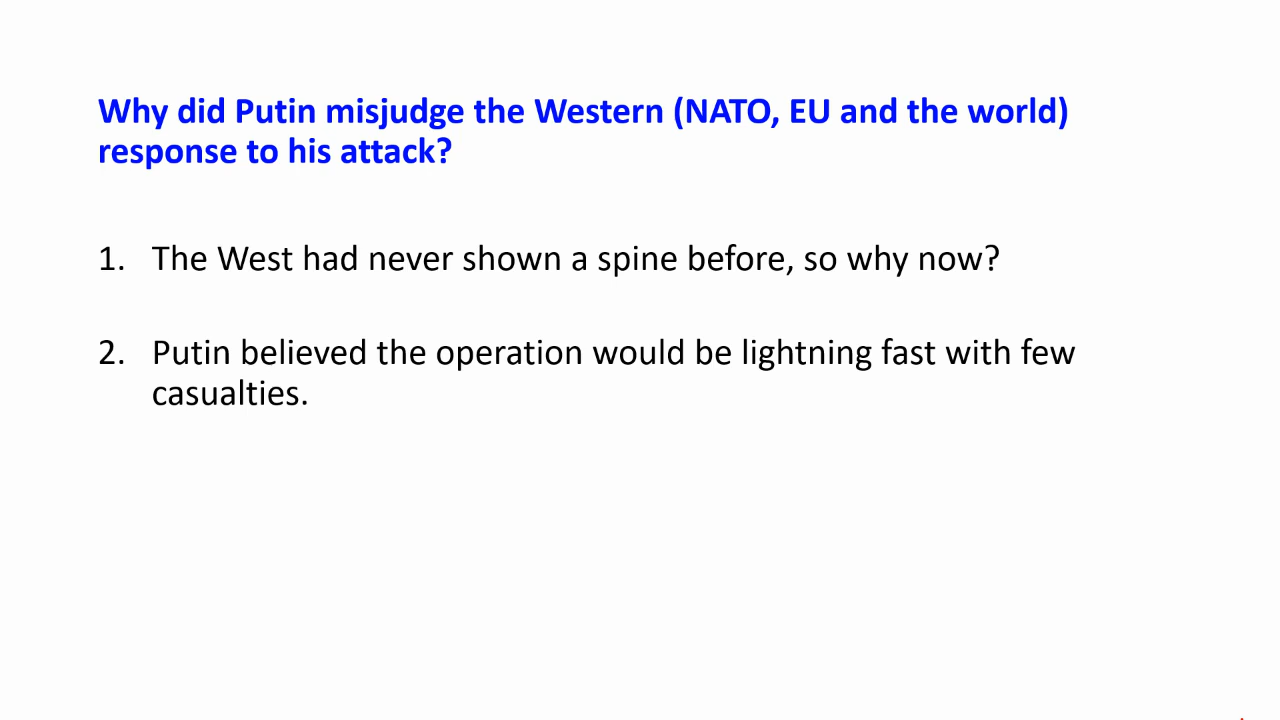 Why did Putin misjudge the Western (NATO, EU and the world)
response to his attack?
1. The West had never shown a spine before, so why now?
2. Putin believed the operation would be lightning fast with few
casualties.